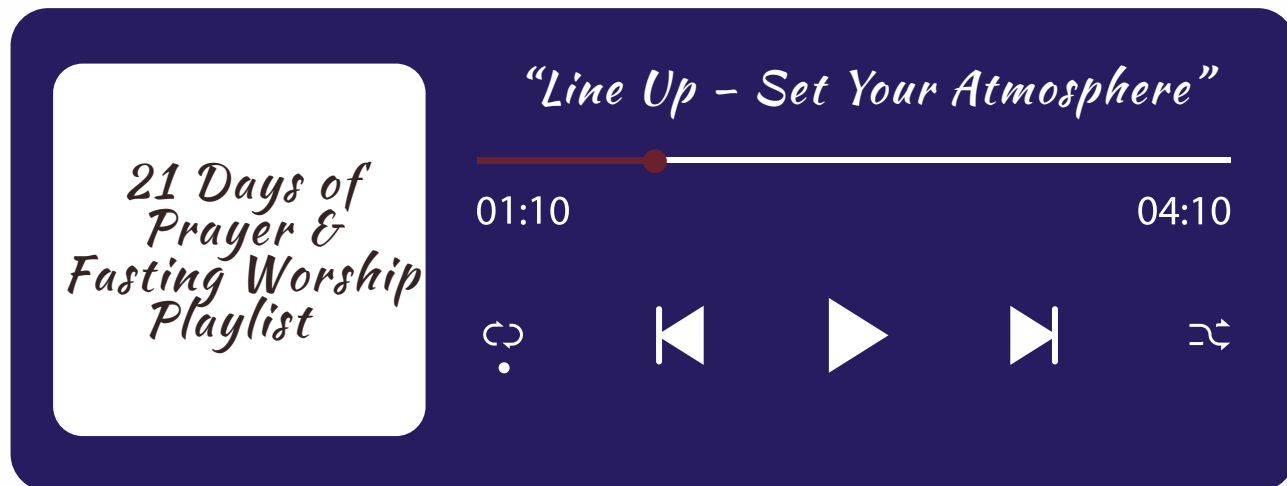 21 Days of
Prayer &
Fasting Worship
Playlist
“Line Up – Set Your Atmosphere”
01:10
04:10